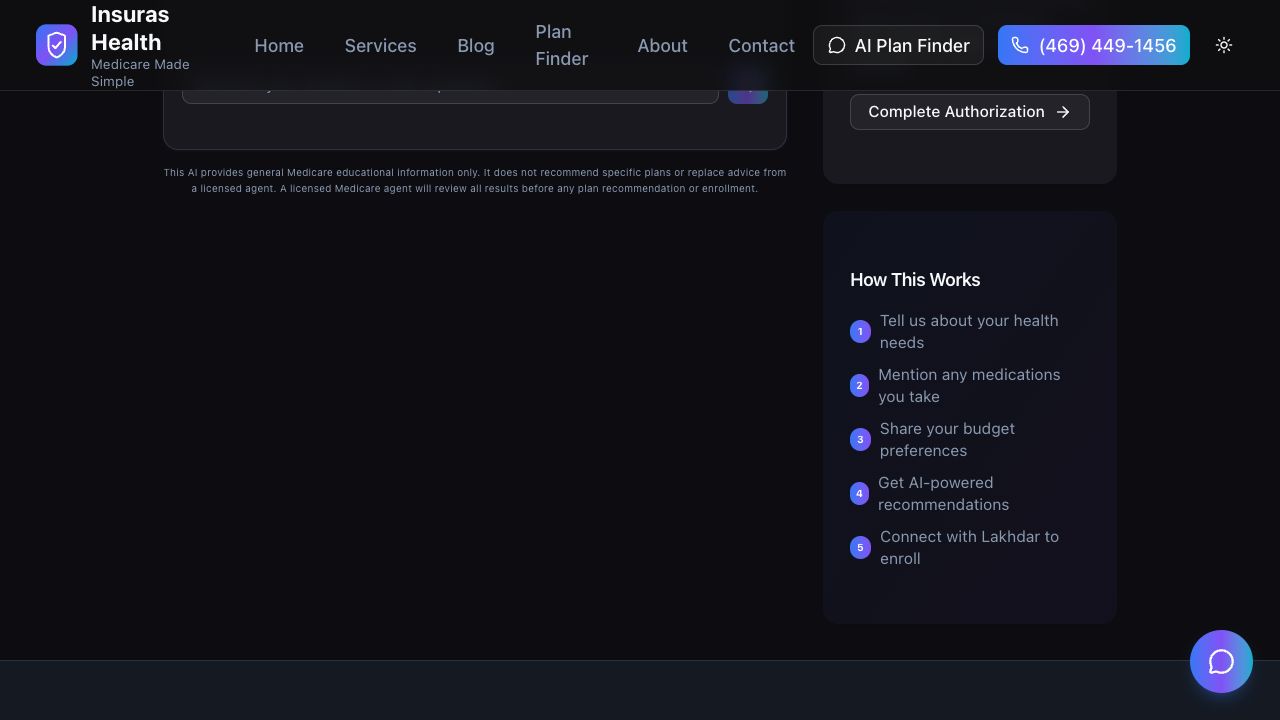 Insuras
Health
Medicare Made
Simple
Home
Services
Blog
Plan
Finder
About
Contact
AI Plan Finder
(469) 449-1456
Complete Authorization
This AI provides general Medicare educational information only. It does not recommend specific plans or replace advice from
a licensed agent. A licensed Medicare agent will review all results before any plan recommendation or enrollment.
How This Works
1 Tell us about your health
needs
2 Mention any medications
you take
3 Share your budget
preferences
4 Get AI-powered
recommendations
5 Connect with Lakhdar to
enroll